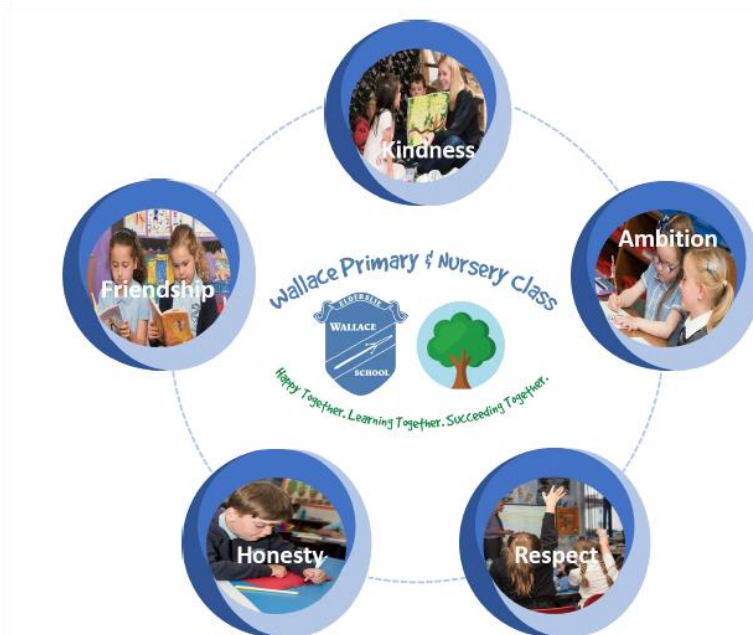 Kindness
Ambition
Friendship
Wallace Primary & Nursery Class
ELDERSLIE
WALLACE
SCHOOL
Happy Together. Learning Together. Succeeding Together.
Honesty
Respect